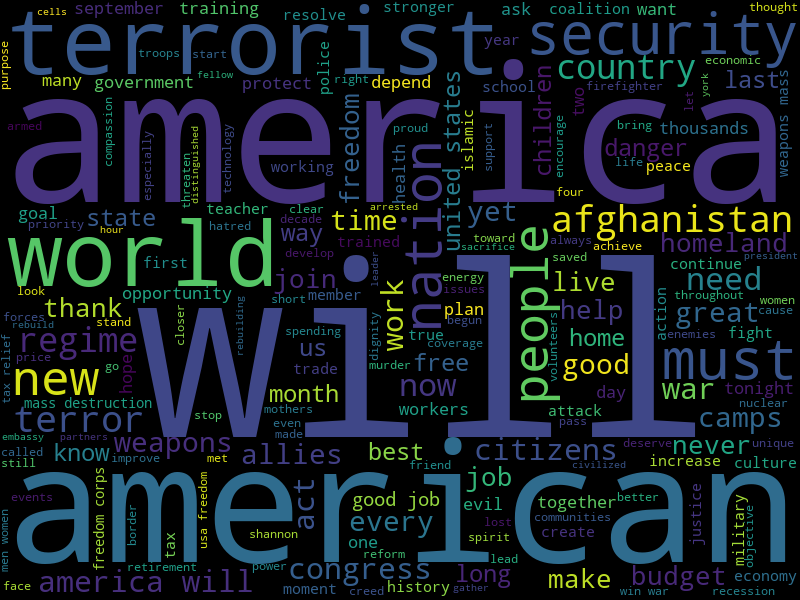 cells september training resolve stronger ask coalition want thought
terrorist security
purpose troops start police year country economic
many government fellow protect right depend school firefighter last
america
armed compassion especially threaten distinguished technology working freedom proud health united states islamic support children encourage two let york bring thousands weapons mass
danger life peace
goal state teacher clear arrested time nation yet four afghanistan
priority hour hatred decade way trained toward always achieve homeland
world first develop leader sacrifice saved people continue president
look opportunity join member energy live need
thank closer rebuilding short issues plan help throughout women
forces stand spending dignity work begun volunteers action great cause
rebuild regime us true coverage home enemies fight
tax relief price go hope trade murder free good must
new will
mass destruction month now day war tonight
terror stop mothers workers attack camps nuclear
embassy partners weapons even made best pass deserve never unique
called know improve met allies friend citizens civilized increase culture
still
american
events freedom corps border tax usa freedom act good job job evil together better military objective
men women shannon every one lost spirit communities create justice
reform
face retirement power congress lead long make budget economy
america will moment creed history gather win war recession